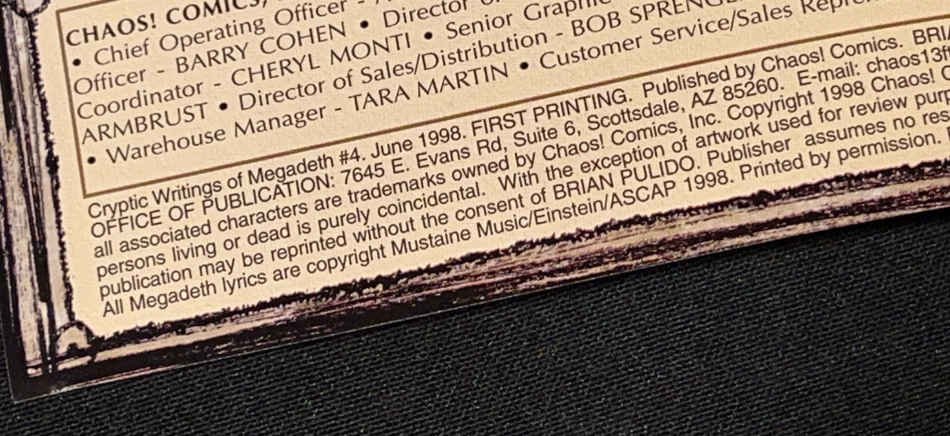 CHAOS! COMICS,
• Chief Operating Officer -
Officer - BARRY COHEN • Director
Coordinator - CHERYL MONTI • Senior Graphic
ARMBRUST • Director of Sales/Distribution - BOB
• Warehouse Manager - TARA MARTIN • Customer Service/Sales
Cryptic Writings of Megadeth #4. June 1998. FIRST PRINTING. Published by Chaos! Comics.
OFFICE OF PUBLICATION: 7645 E. Evans Rd, Suite 6, Scottsdale, AZ 85260. E-mail:
all associated characters are trademarks owned by Chaos! Comics, Inc. Copyright 1998 Chaos!
persons living or dead is purely coincidental. With the exception of artwork used for review
publication may be reprinted without the consent of BRIAN PULIDO. Publisher assumes no
All Megadeth lyrics are copyright Mustaine Music/Einstein/ASCAP 1998. Printed by permission.